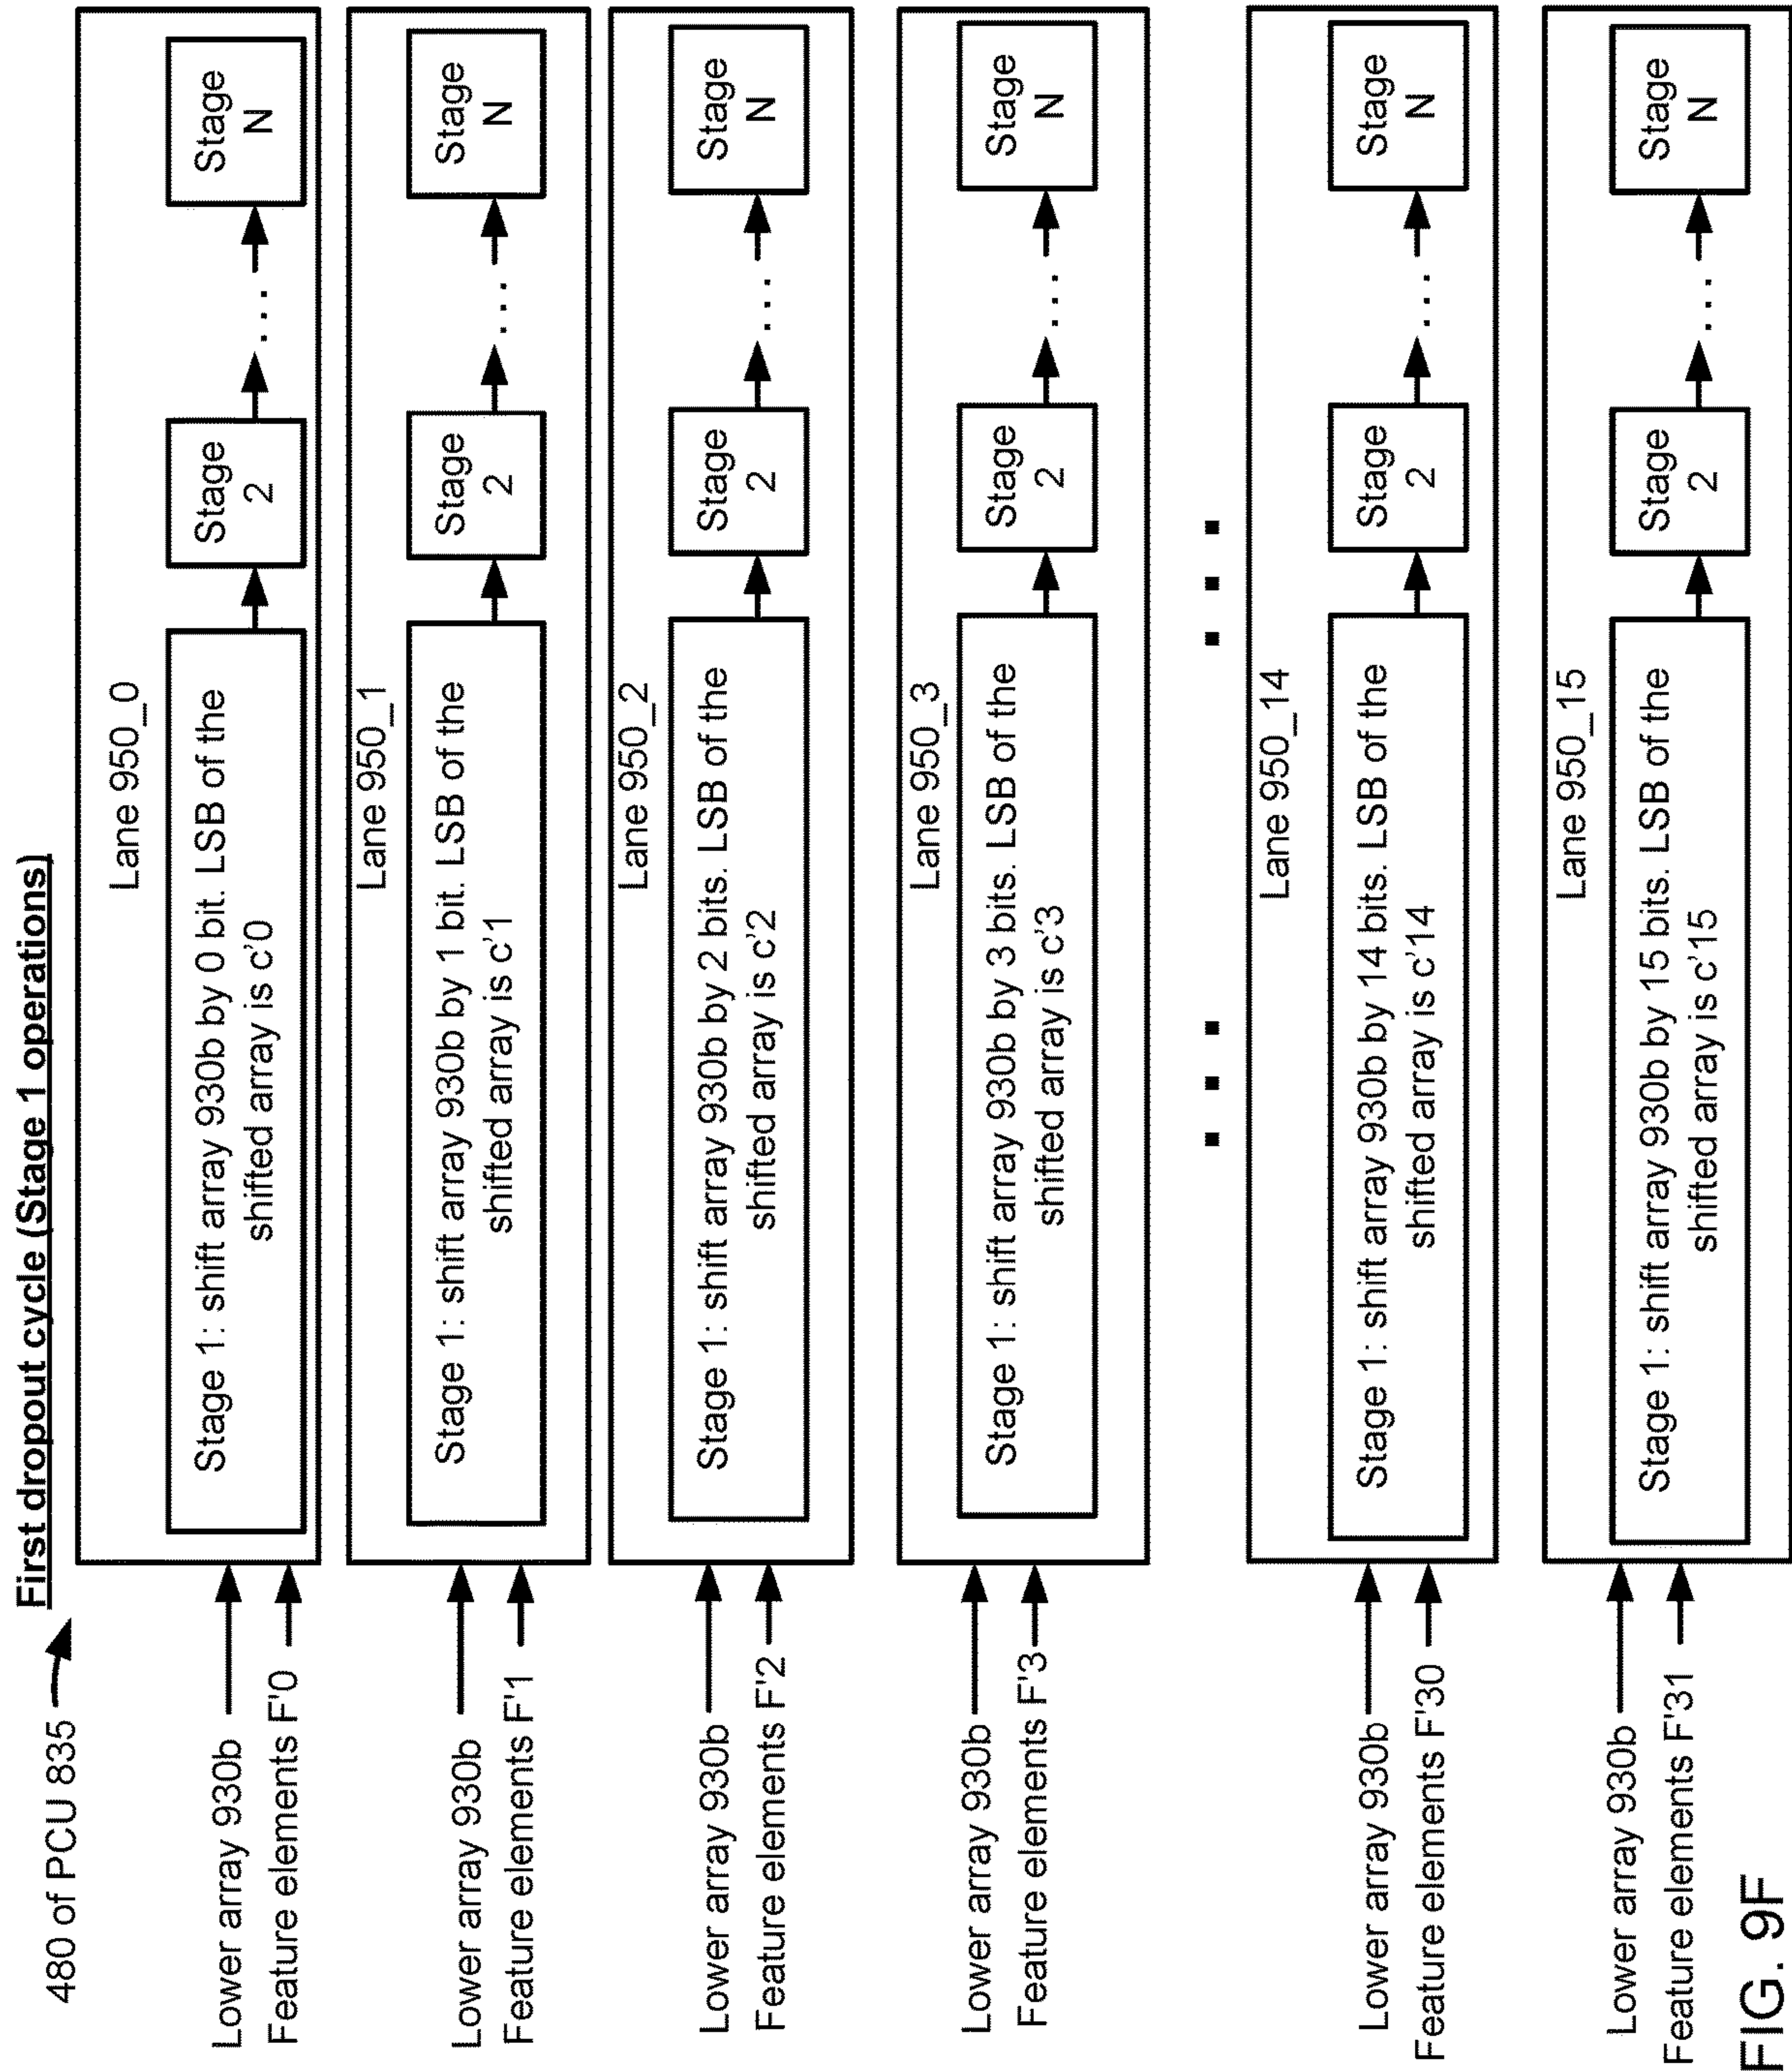 First dropout cycle (Stage 1 operations)
480 of PCU 835
Lane 950_0
Lower array 930b
Feature elements F'0
Stage 1: shift array 930b by 0 bit. LSB of the
shifted array is c'0
Stage
2
...
Stage
N
Lane 950_1
Lower array 930b
Feature elements F'1
Stage 1: shift array 930b by 1 bit. LSB of the
shifted array is c'1
Stage
2
...
Stage
N
Lane 950_2
Lower array 930b
Feature elements F'2
Stage 1: shift array 930b by 2 bits. LSB of the
shifted array is c'2
Stage
2
...
Stage
N
Lane 950_3
Lower array 930b
Feature elements F'3
Stage 1: shift array 930b by 3 bits. LSB of the
shifted array is c'3
Stage
2
...
Stage
N
Lane 950_14
Lower array 930b
Feature elements F'30
Stage 1: shift array 930b by 14 bits. LSB of the
shifted array is c'14
Stage
2
...
Stage
N
Lane 950_15
Lower array 930b
Feature elements F'31
Stage 1: shift array 930b by 15 bits. LSB of the
shifted array is c'15
Stage
2
...
Stage
N
FIG. 9F